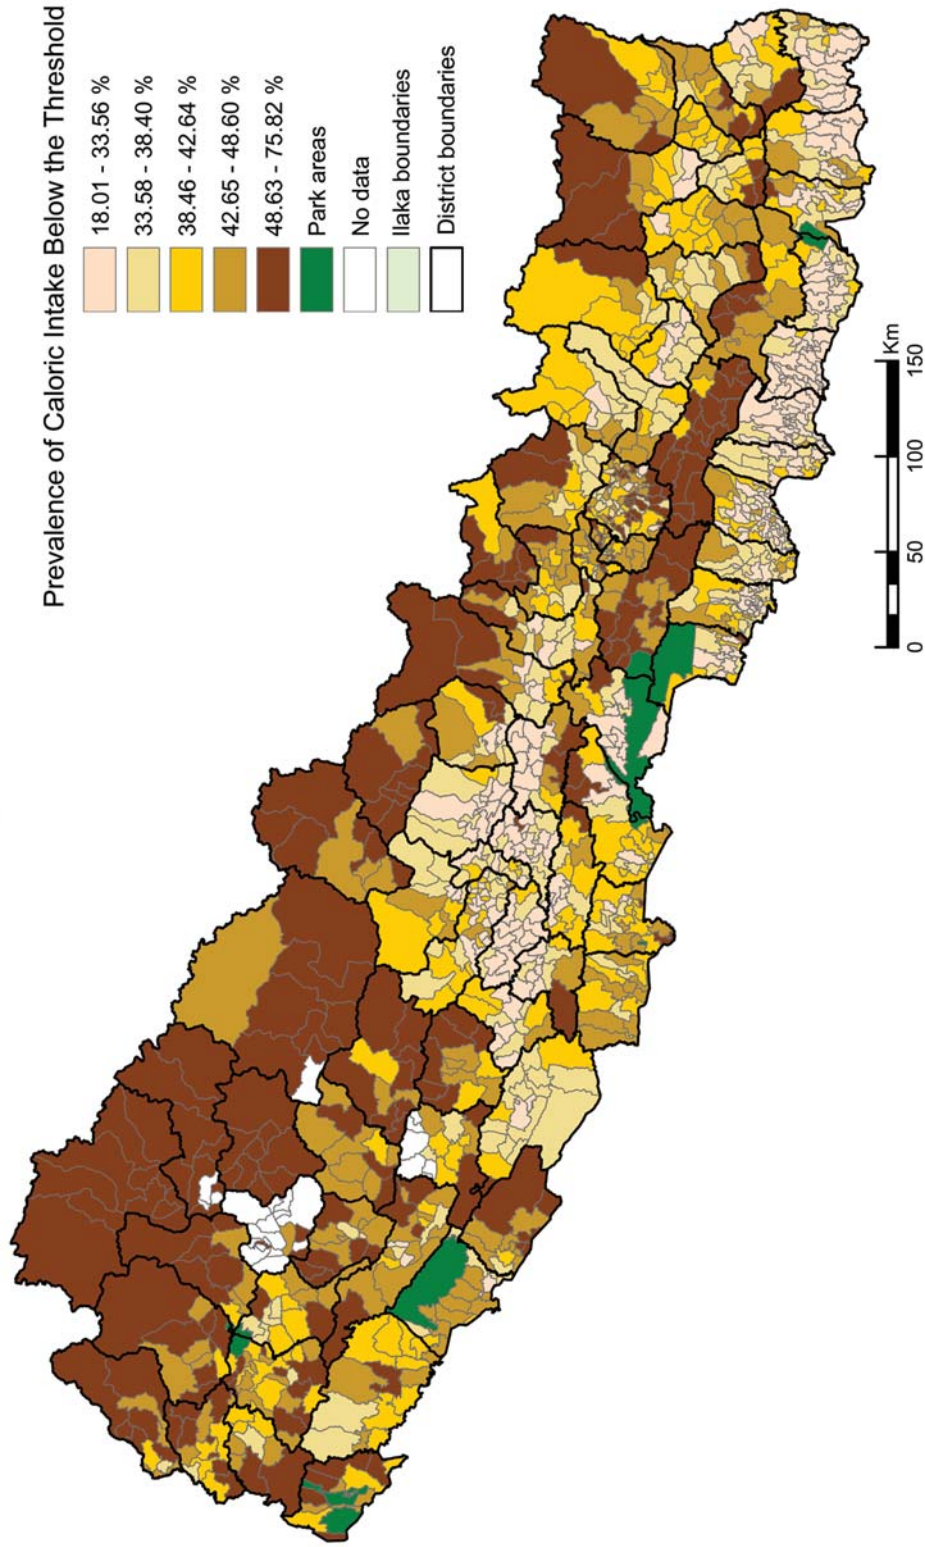 Prevalence of Caloric Intake Below the Threshold
18.01 - 33.56 %
33.58 - 38.40 %
38.46 - 42.64 %
42.65 - 48.60 %
48.63 - 75.82 %
Park areas
No data
Ilaka boundaries
District boundaries
Km
0 50 100 150